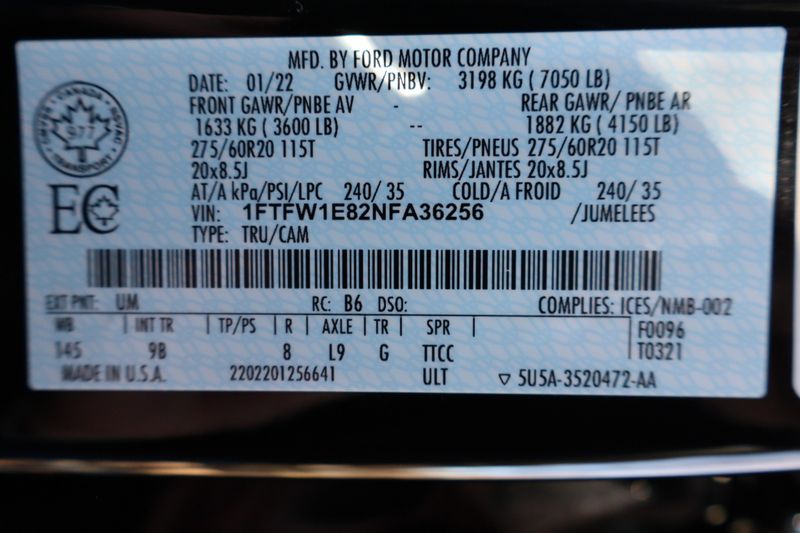 MFD. BY FORD MOTOR COMPANY
DATE: 01/22 GVWR/PNBV: 3198 KG ( 7050 LB)
FRONT GAWR/PNBE AV - REAR GAWR/ PNBE AR
1633 KG ( 3600 LB) -- 1882 KG ( 4150 LB)
275/60R20 115T TIRES/PNEUS 275/60R20 115T
20x8.5J RIMS/JANTES 20x8.5J
AT/A kPa/PSI/LPC 240/ 35 COLD/A FROID 240/ 35
VIN: 1FTFW1E82NFA36256 /JUMELEES
TYPE: TRU/CAM
CANADA
977
TRANSPORT
EC
EXT PNT: UM RC: B6 DSO: COMPLIES: ICES/NMB-002
WB | INT TR | TP/PS | R | AXLE | TR | SPR | F0096
145 9B 8 L9 G TTCC T0321
MADE IN U.S.A. 2202201256641 ULT ▽ 5U5A-3520472-AA